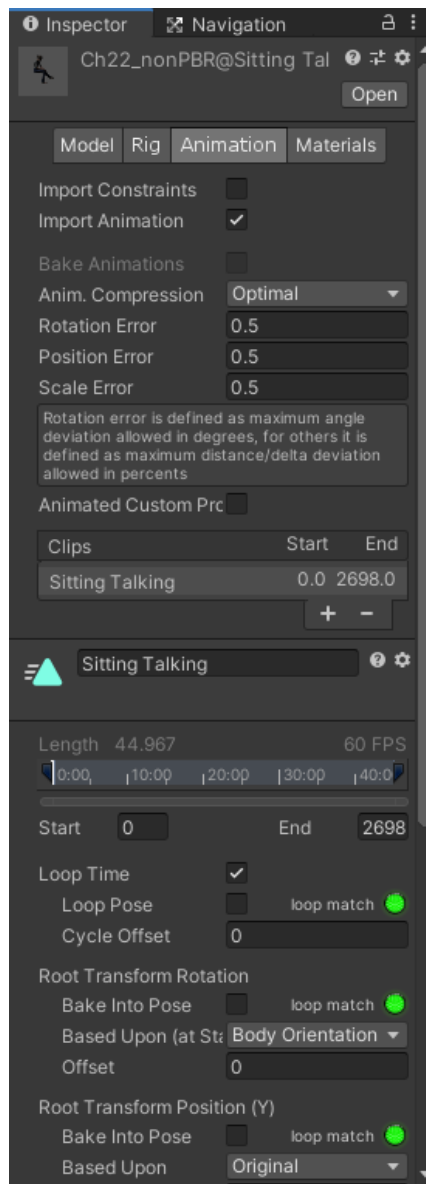 Inspector Navigation
Ch22_nonPBR@Sitting Tal
Open
Model Rig Animation Materials
Import Constraints
Import Animation
Bake Animations
Anim. Compression Optimal
Rotation Error 0.5
Position Error 0.5
Scale Error 0.5
Rotation error is defined as maximum angle
deviation allowed in degrees, for others it is
defined as maximum distance/delta deviation
allowed in percents
Animated Custom Prc
Clips Start End
Sitting Talking 0.0 2698.0
+ −
Sitting Talking
Length 44.967 60 FPS
0:00 10:00 20:00 30:00 40:0
Start 0 End 2698
Loop Time
Loop Pose loop match
Cycle Offset 0
Root Transform Rotation
Bake Into Pose loop match
Based Upon (at Sta Body Orientation
Offset 0
Root Transform Position (Y)
Bake Into Pose loop match
Based Upon Original